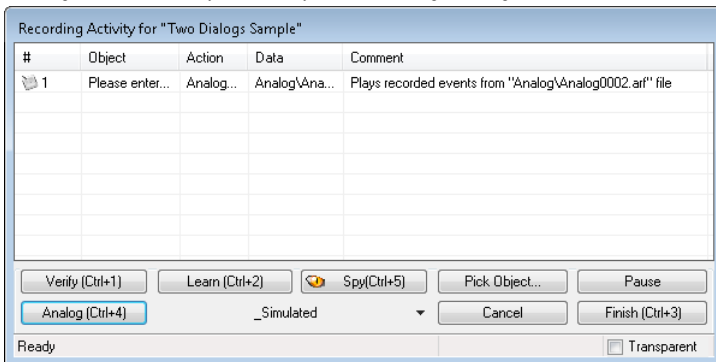 Recording Activity for "Two Dialogs Sample"
# Object Action Data Comment
1 Please enter... Analog... Analog\Ana... Plays recorded events from "Analog\Analog0002.arf" file
Verify (Ctrl+1) Learn (Ctrl+2) Spy(Ctrl+5) Pick Object... Pause
Analog (Ctrl+4) _Simulated Cancel Finish (Ctrl+3)
Ready Transparent